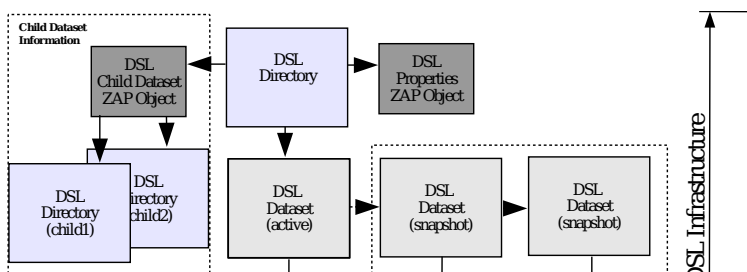 Child Dataset
Information
DSL
Child Dataset
ZAP Object
DSL
Directory
DSL
Properties
ZAP Object
DSL
Directory
(child1)
DSL
irectory
child2)
DSL
Dataset
(active)
DSL
Dataset
(snapshot)
DSL
Dataset
(snapshot)
DSL Infrastructure